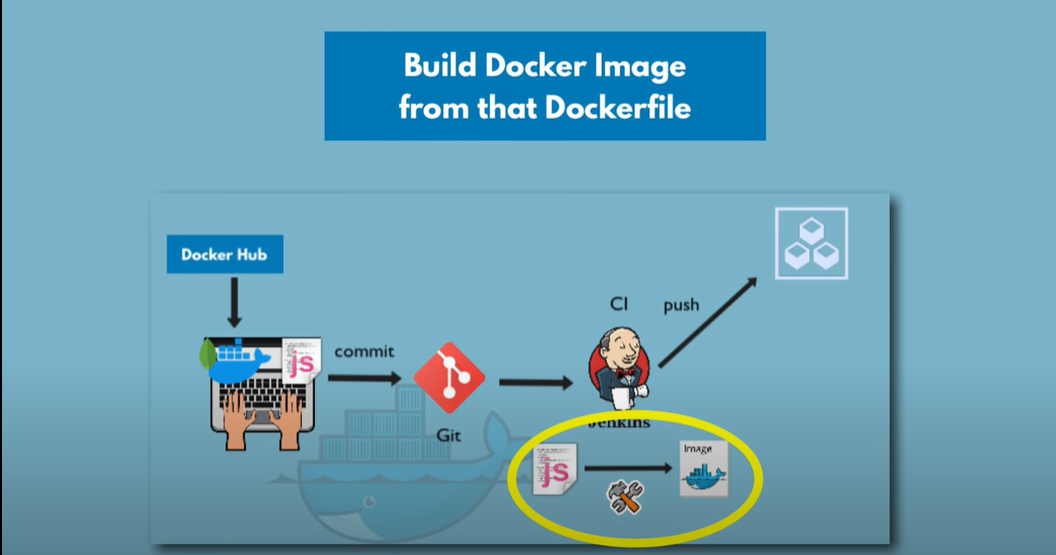 Build Docker Image
from that Dockerfile
Docker Hub
CI
push
commit
JS
Git
Jenkins
JS
Image